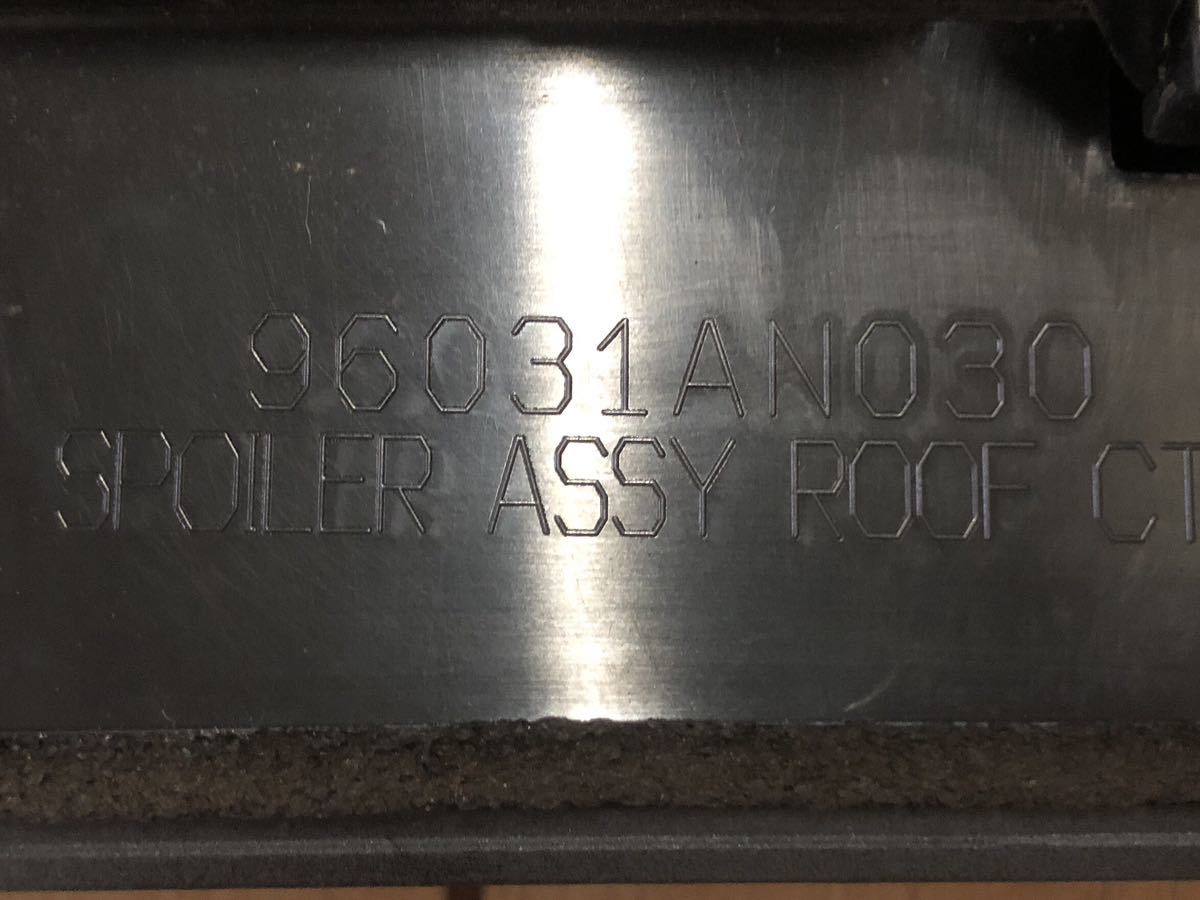 96031AN030
SPOILER ASSY ROOF CT